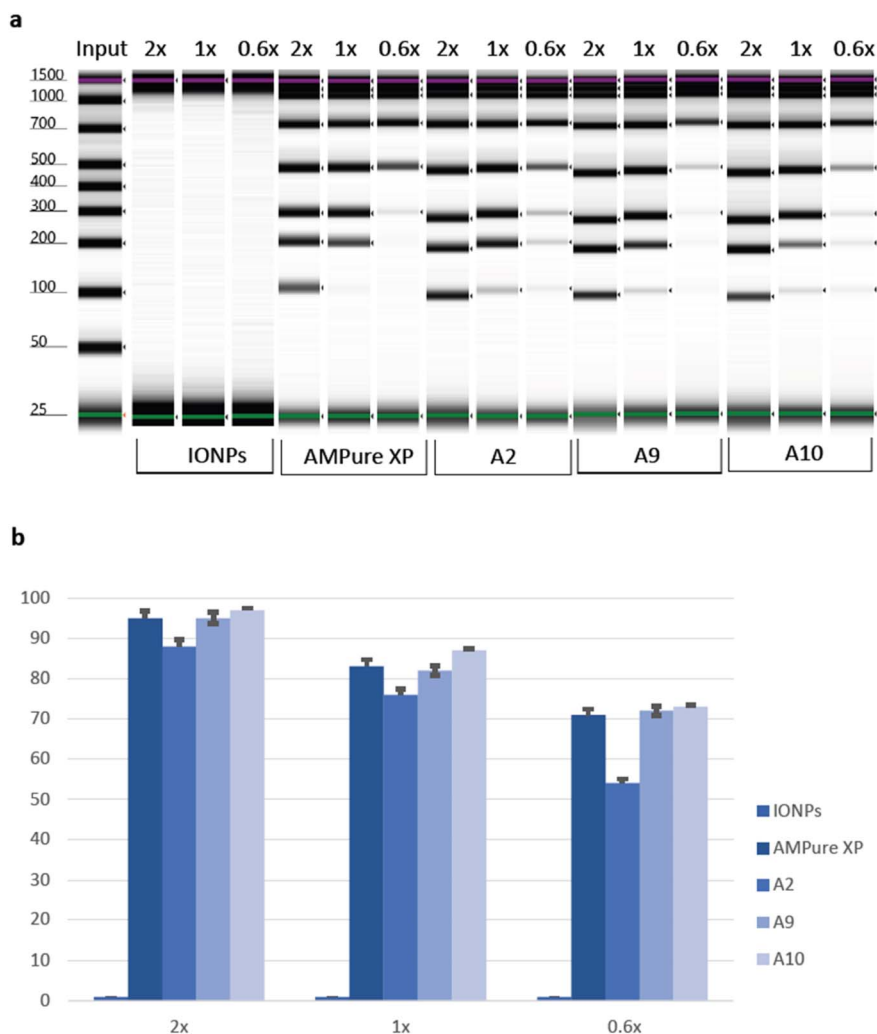 a
Input 2x 1x 0.6x 2x 1x 0.6x 2x 1x 0.6x 2x 1x 0.6x 2x 1x 0.6x
1500
1000
700
500
400
300
200
100
50
25
IONPs AMPure XP A2 A9 A10
b
100
90
80
70
60
50
40
30
20
10
0
2x 1x 0.6x
IONPs
AMPure XP
A2
A9
A10